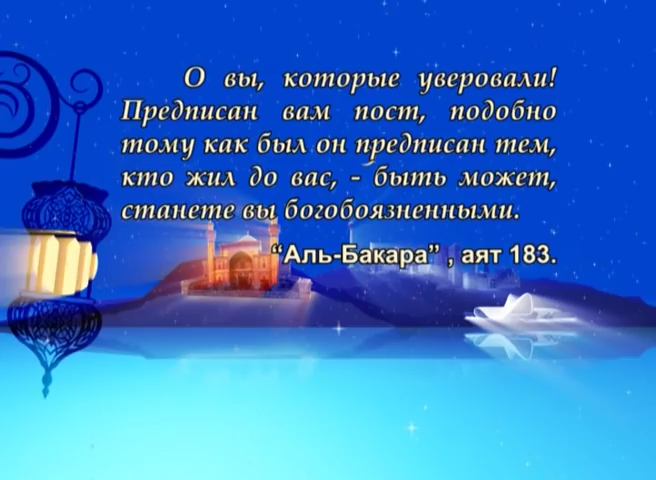 О вы, которые уверовали!
Предписан вам пост, подобно
тому как был он предписан тем,
кто жил до вас, - быть может,
станете вы богобоязненными.
“Аль-Бакара” , аят 183.